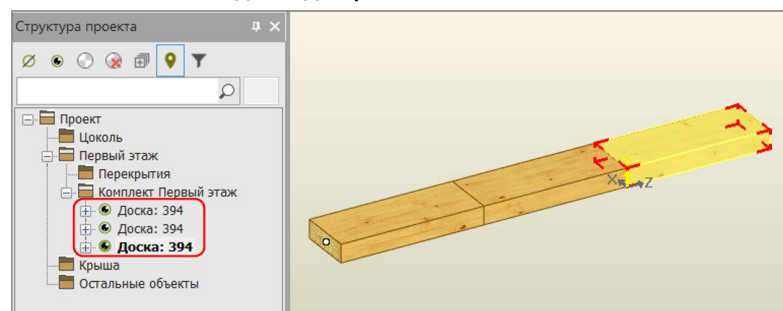 Структура проекта
Проект
Цоколь
Первый этаж
Перекрытия
Комплект Первый этаж
Доска: 394
Доска: 394
Доска: 394
Крыша
Остальные объекты
X
Z